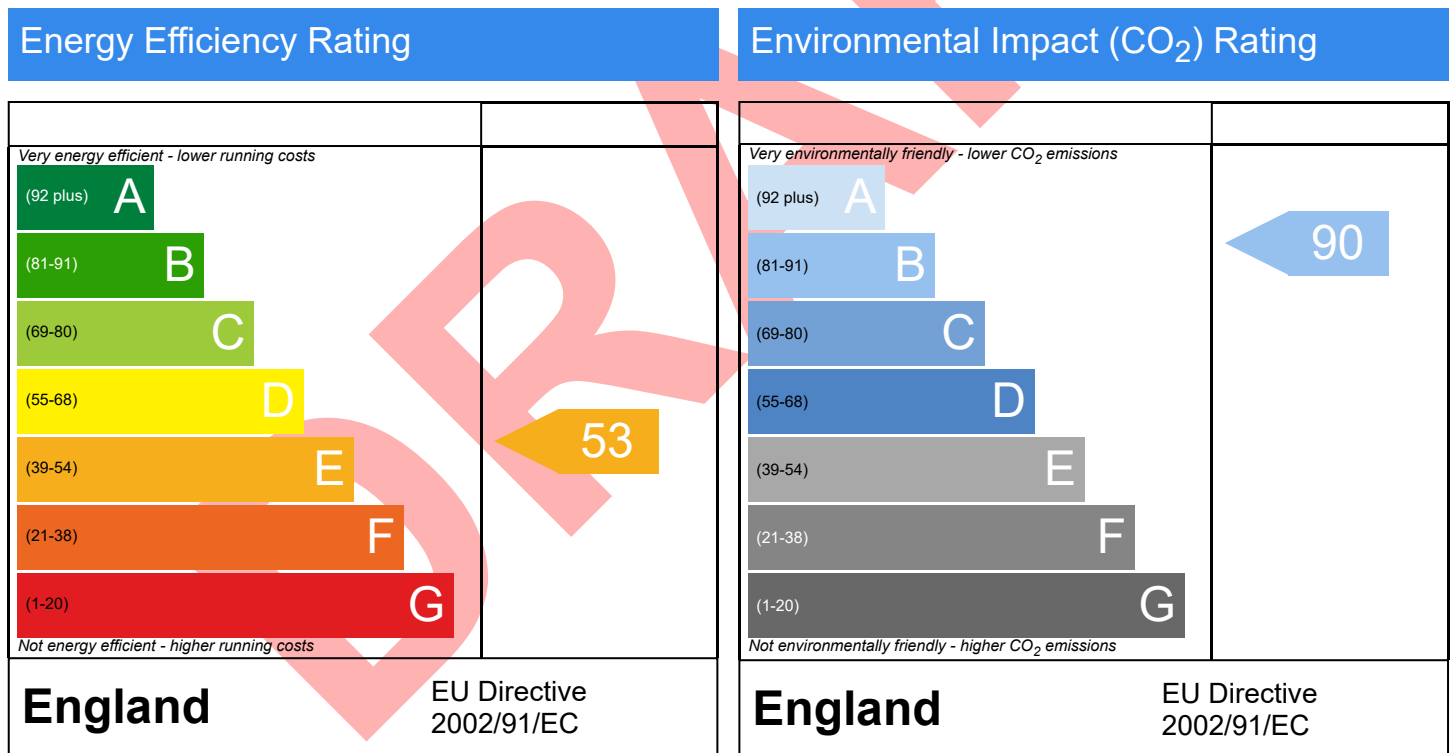 Energy Efficiency Rating
Very energy efficient - lower running costs
(92 plus) A
(81-91) B
(69-80) C
(55-68) D
(39-54) E
(21-38) F
(1-20) G
Not energy efficient - higher running costs
53
England
EU Directive
2002/91/EC
Environmental Impact (CO₂) Rating
Very environmentally friendly - lower CO₂ emissions
(92 plus) A
(81-91) B
(69-80) C
(55-68) D
(39-54) E
(21-38) F
(1-20) G
Not environmentally friendly - higher CO₂ emissions
90
England
EU Directive
2002/91/EC